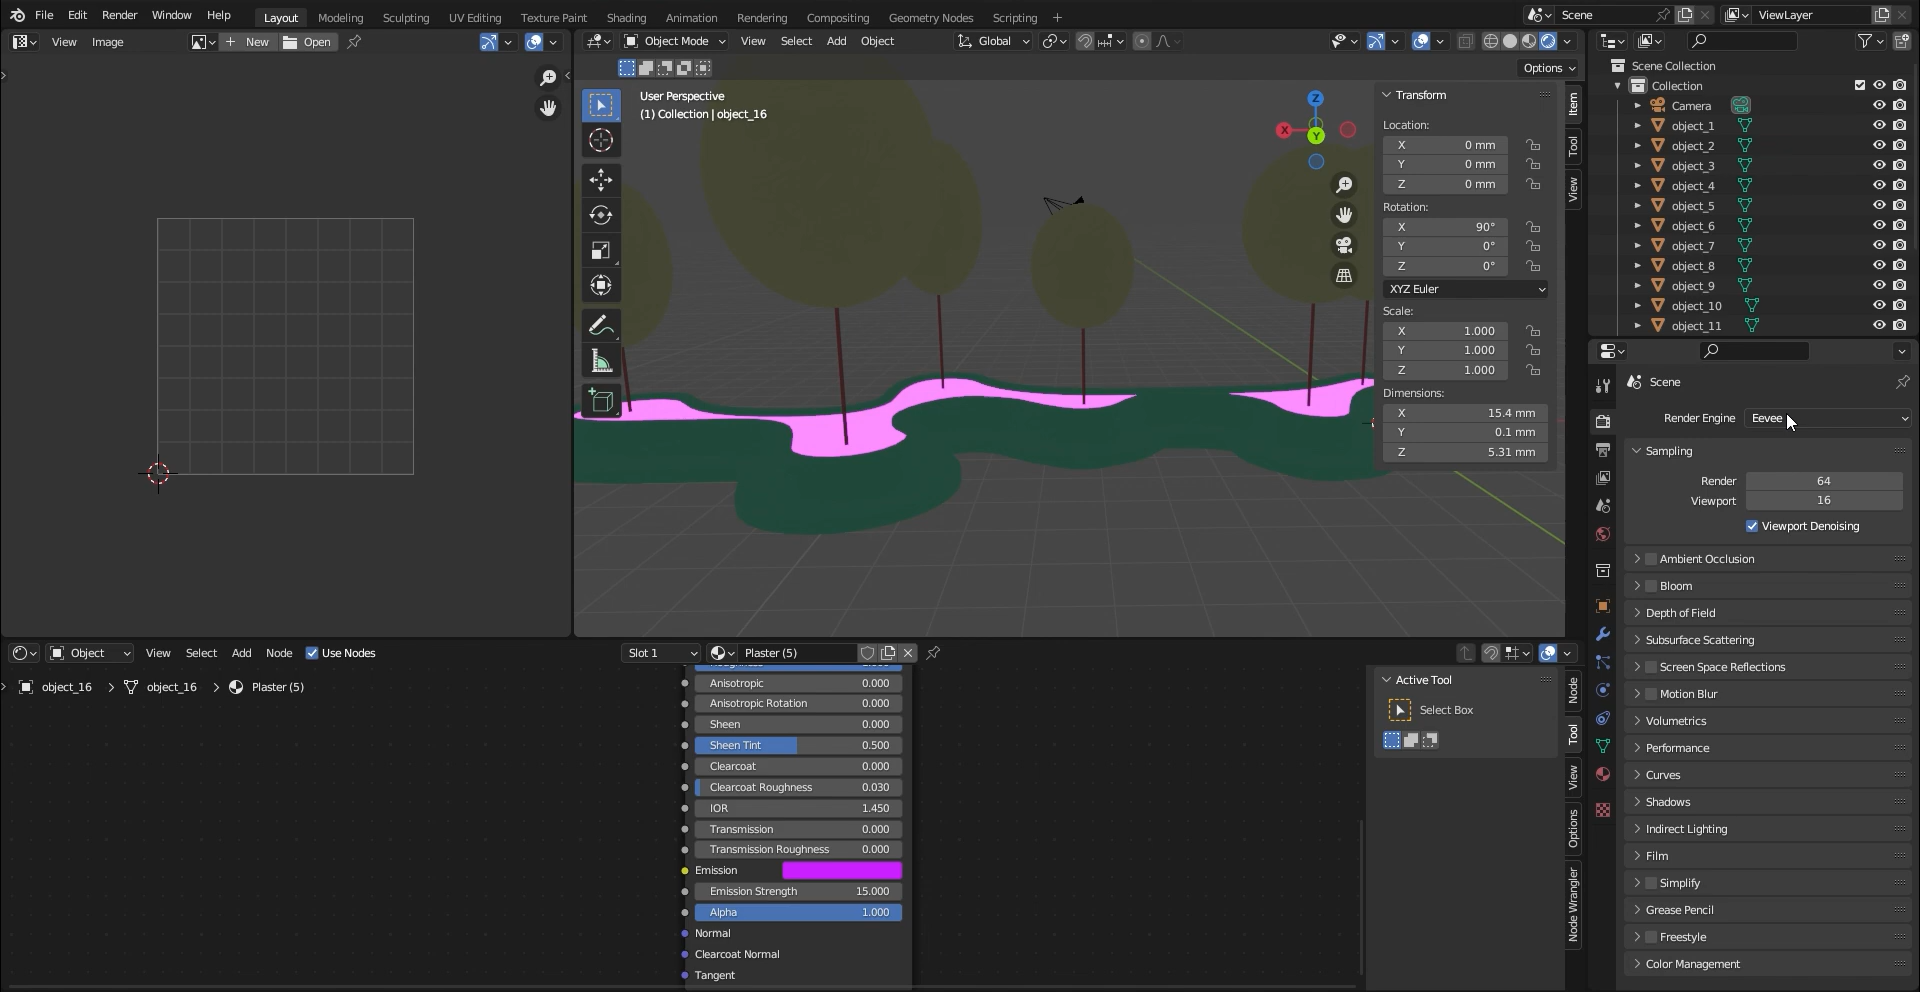 File Edit Render Window Help Layout Modeling Sculpting UV Editing Texture Paint Shading Animation Rendering Compositing Geometry Nodes Scripting + Scene ViewLayer
View Image New Open Object Mode View Select Add Object Global
Options
User Perspective
(1) Collection | object_16
Z
X
Y
Transform
Location:
X 0 mm
Y 0 mm
Z 0 mm
Rotation:
X 90°
Y 0°
Z 0°
XYZ Euler
Scale:
X 1.000
Y 1.000
Z 1.000
Dimensions:
X 15.4 mm
Y 0.1 mm
Z 5.31 mm
Item
Tool
View
Scene Collection
Collection
Camera
object_1
object_2
object_3
object_4
object_5
object_6
object_7
object_8
object_9
object_10
object_11
Scene
Render Engine Eevee
Sampling
Render 64
Viewport 16
Viewport Denoising
Ambient Occlusion
Bloom
Depth of Field
Subsurface Scattering
Screen Space Reflections
Motion Blur
Volumetrics
Performance
Curves
Shadows
Indirect Lighting
Film
Simplify
Grease Pencil
Freestyle
Color Management
Object View Select Add Node Use Nodes Slot 1 Plaster (5)
object_16 > object_16 > Plaster (5)
Anisotropic 0.000
Anisotropic Rotation 0.000
Sheen 0.000
Sheen Tint 0.500
Clearcoat 0.000
Clearcoat Roughness 0.030
IOR 1.450
Transmission 0.000
Transmission Roughness 0.000
Emission
Emission Strength 15.000
Alpha 1.000
Normal
Clearcoat Normal
Tangent
Active Tool
Select Box
Node
Tool
View
Options
Node Wrangler